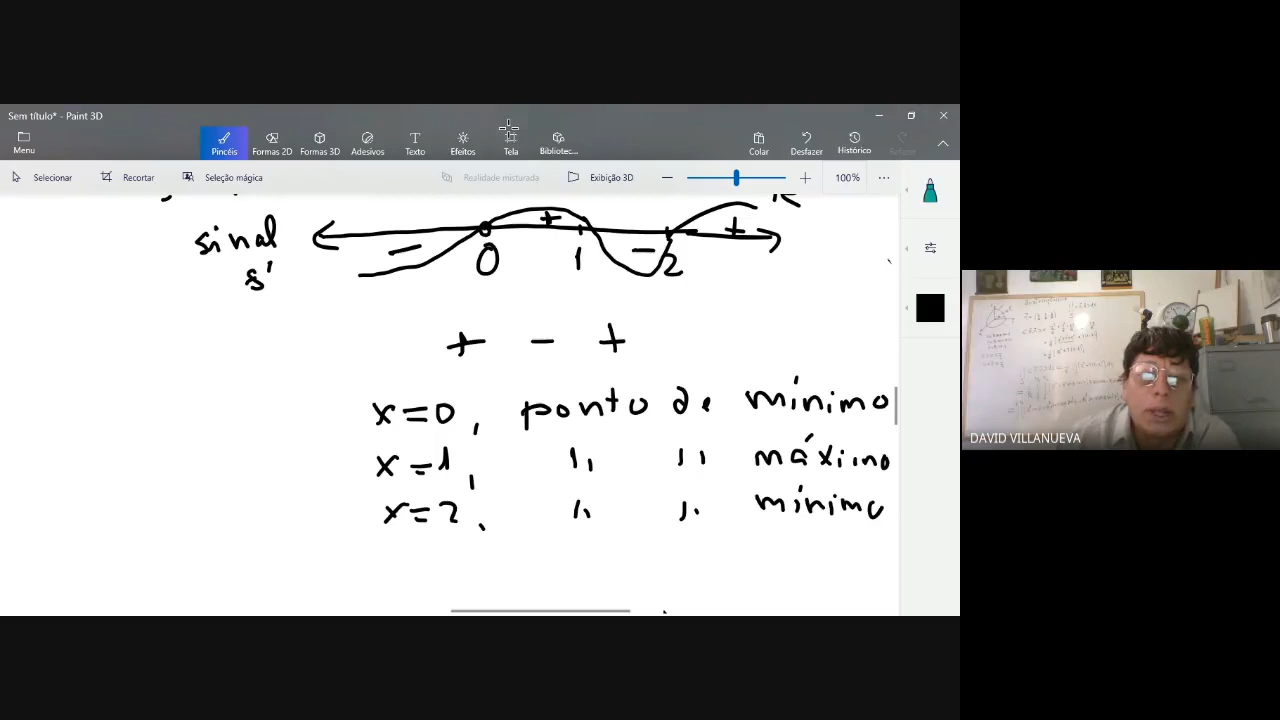 Sem título* - Paint 3D
Menu
Pincéis
Formas 2D
Formas 3D
Adesivos
Texto
Efeitos
Tela
Bibliotec...
Colar
Desfazer
Histórico
Refazer
Selecionar
Recortar
Seleção mágica
Realidade misturada
Exibição 3D
100%
sinal
s'
− + − +
0 1 2
+ − +
x=0, ponto de mínimo
x=1, '' '' máximo
x=2, '' '' mínimo
DAVID VILLANUEVA